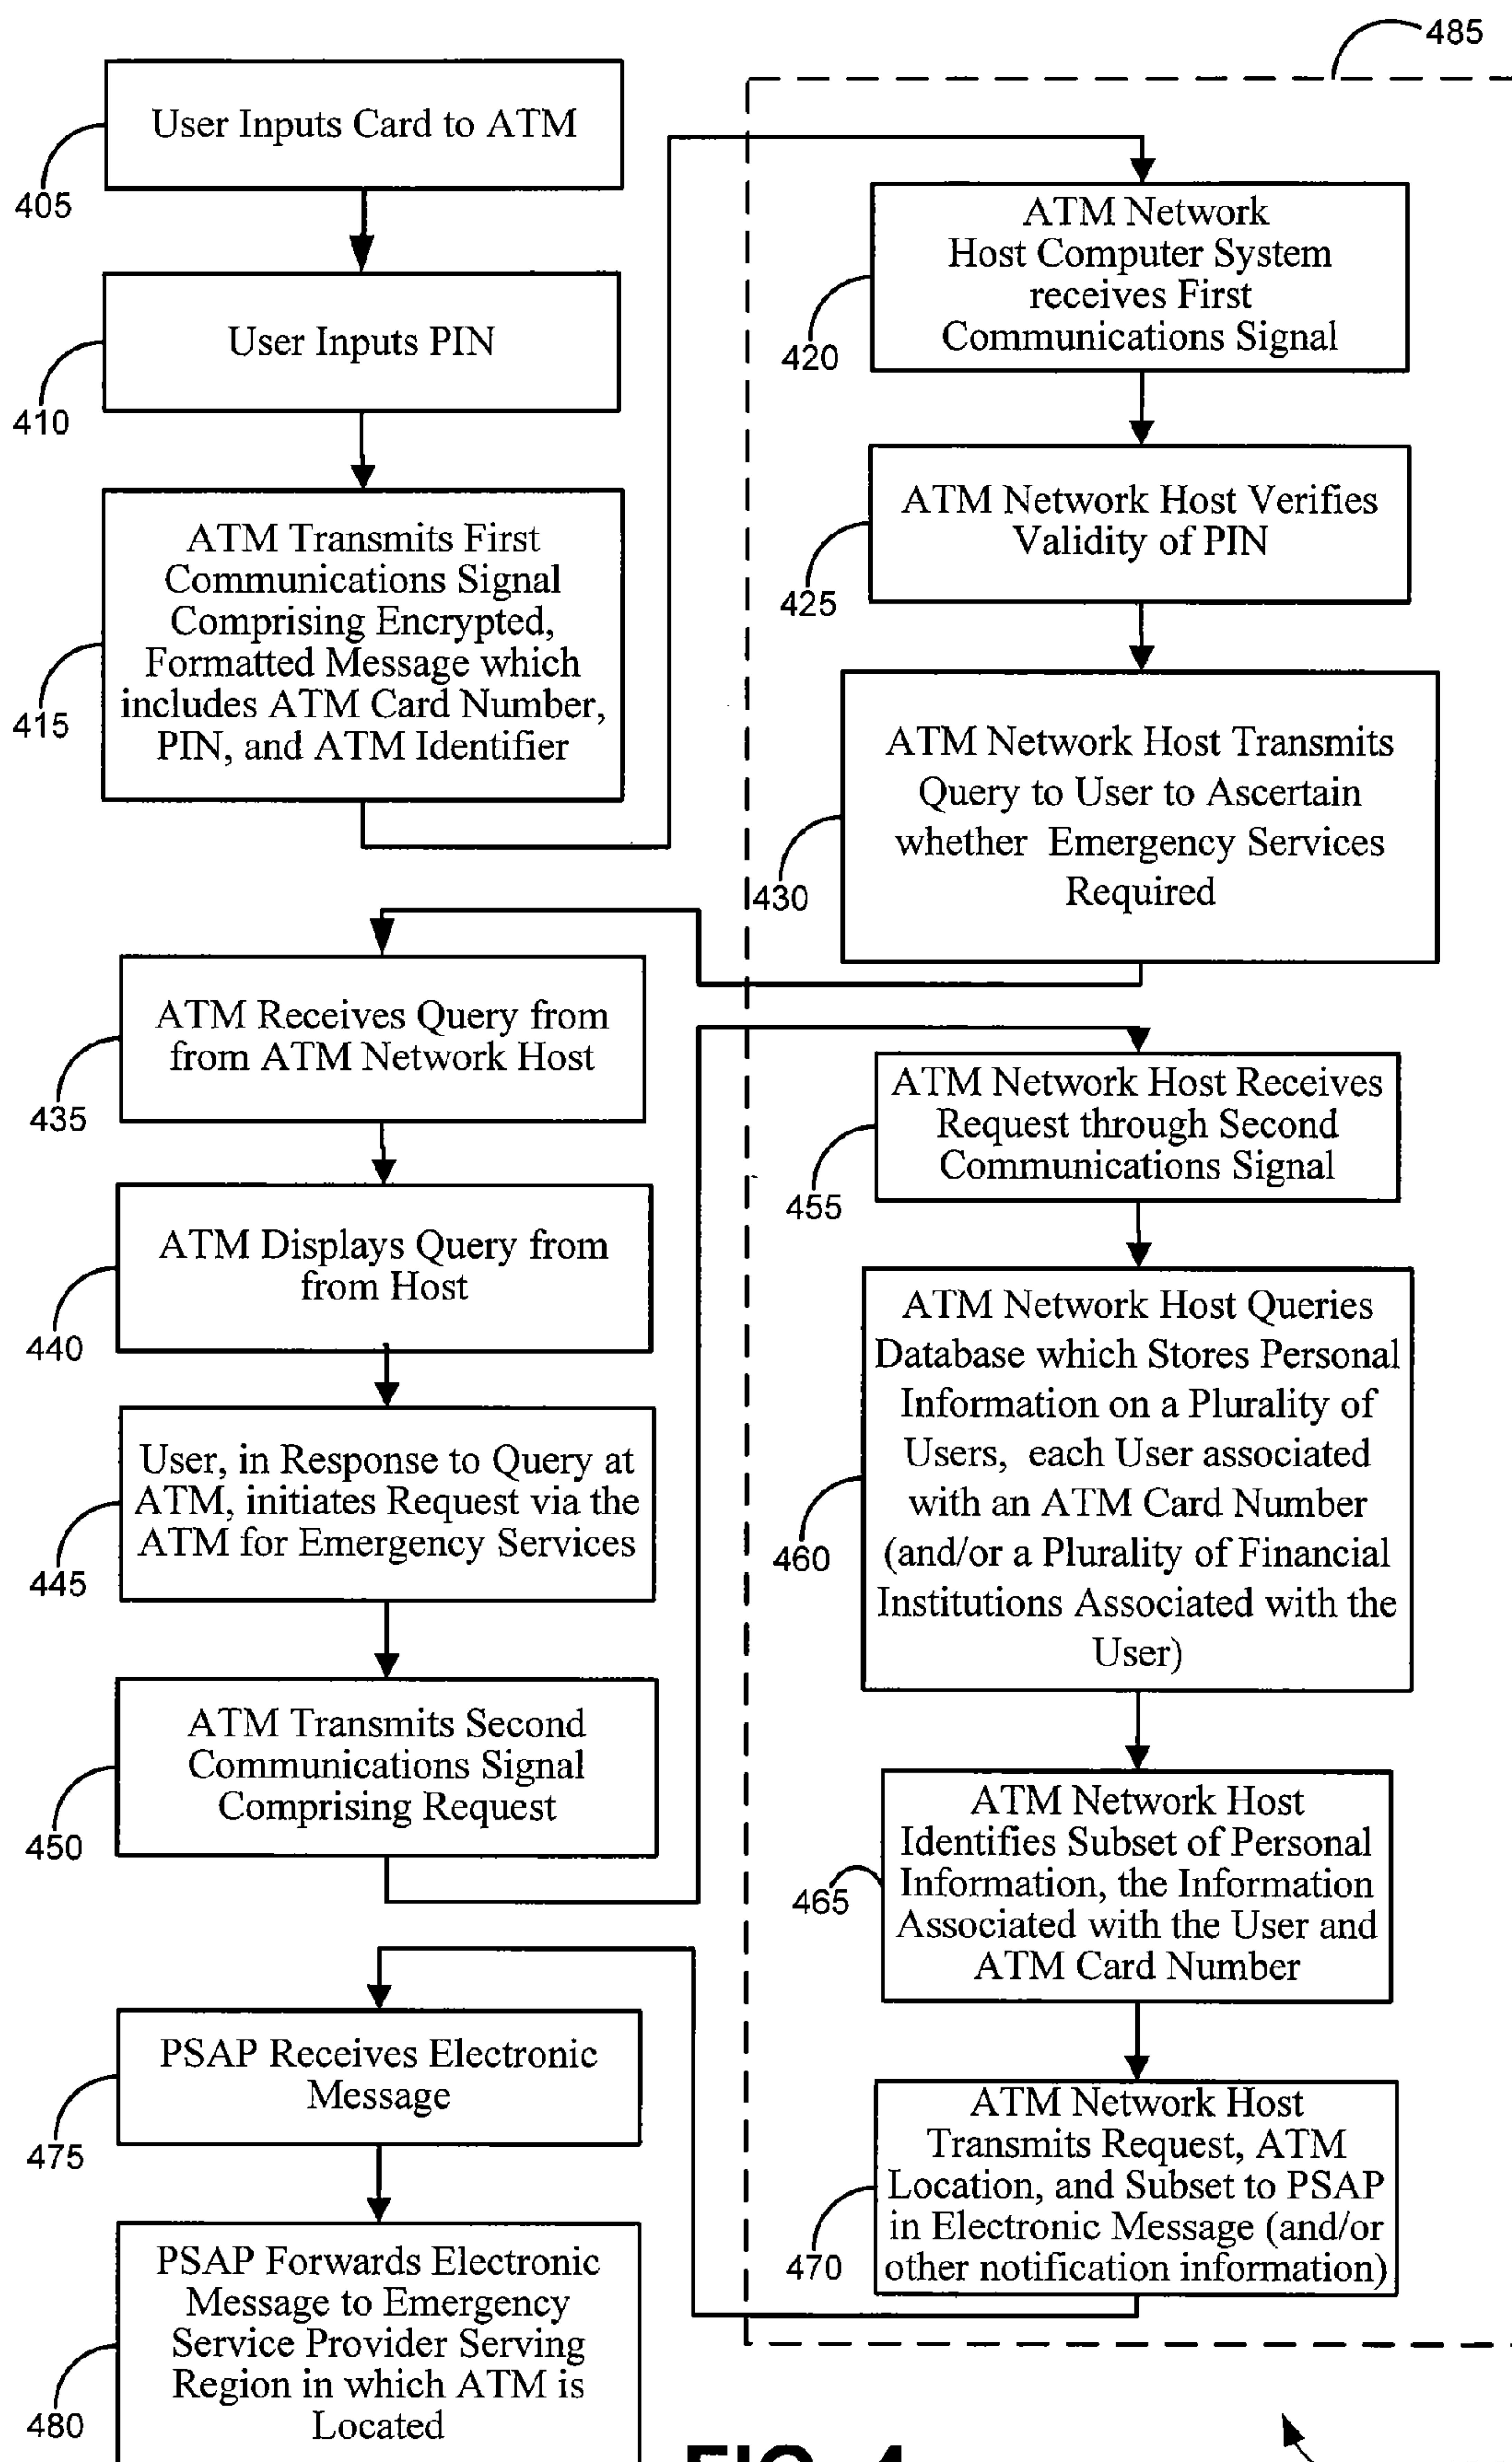 485
User Inputs Card to ATM
405
User Inputs PIN
410
ATM Transmits First
Communications Signal
Comprising Encrypted,
Formatted Message which
includes ATM Card Number,
PIN, and ATM Identifier
415
ATM Network
Host Computer System
receives First
Communications Signal
420
ATM Network Host Verifies
Validity of PIN
425
ATM Network Host Transmits
Query to User to Ascertain
whether Emergency Services
Required
430
ATM Receives Query from
from ATM Network Host
435
ATM Displays Query from
from Host
440
User, in Response to Query at
ATM, initiates Request via the
ATM for Emergency Services
445
ATM Transmits Second
Communications Signal
Comprising Request
450
ATM Network Host Receives
Request through Second
Communications Signal
455
ATM Network Host Queries
Database which Stores Personal
Information on a Plurality of
Users, each User associated
with an ATM Card Number
(and/or a Plurality of Financial
Institutions Associated with the
User)
460
ATM Network Host
Identifies Subset of Personal
Information, the Information
Associated with the User and
ATM Card Number
465
ATM Network Host
Transmits Request, ATM
Location, and Subset to PSAP
in Electronic Message (and/or
other notification information)
470
PSAP Receives Electronic
Message
475
PSAP Forwards Electronic
Message to Emergency
Service Provider Serving
Region in which ATM is
Located
480